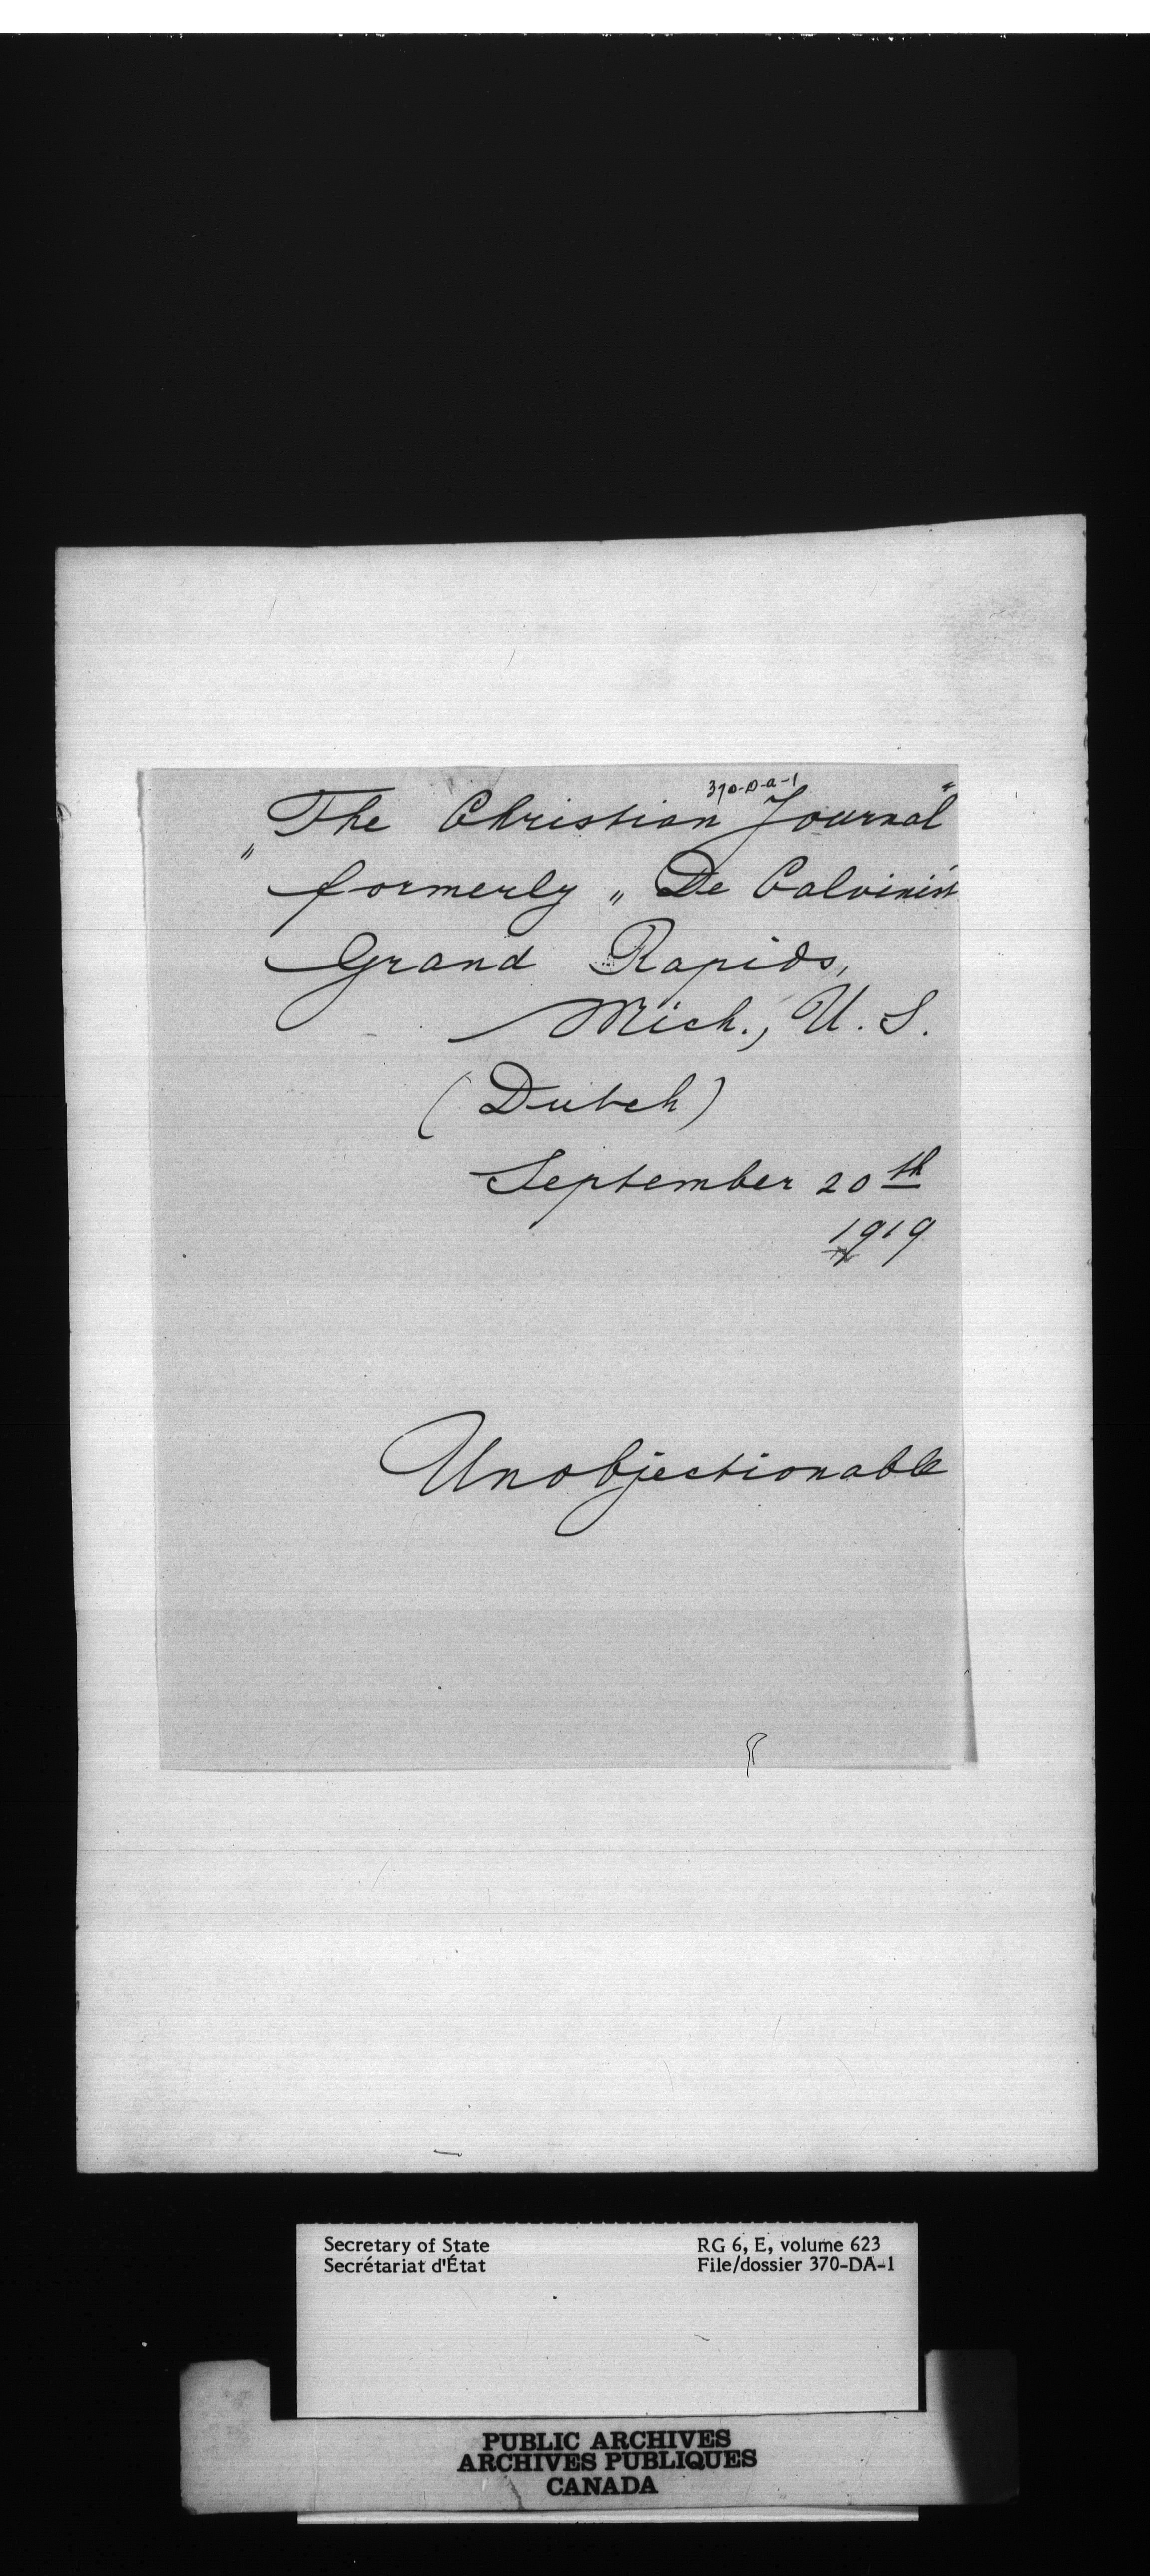 370-D-a-1
„The Christian Journal"
formerly „De Calvinist
Grand Rapids,
Mich., U. S.
(Dutch)
September 20th
1919
Unobjectionable
Secretary of State
Secrétariat d'État
RG 6, E, volume 623
File/dossier 370-DA-1
PUBLIC ARCHIVES
ARCHIVES PUBLIQUES
CANADA